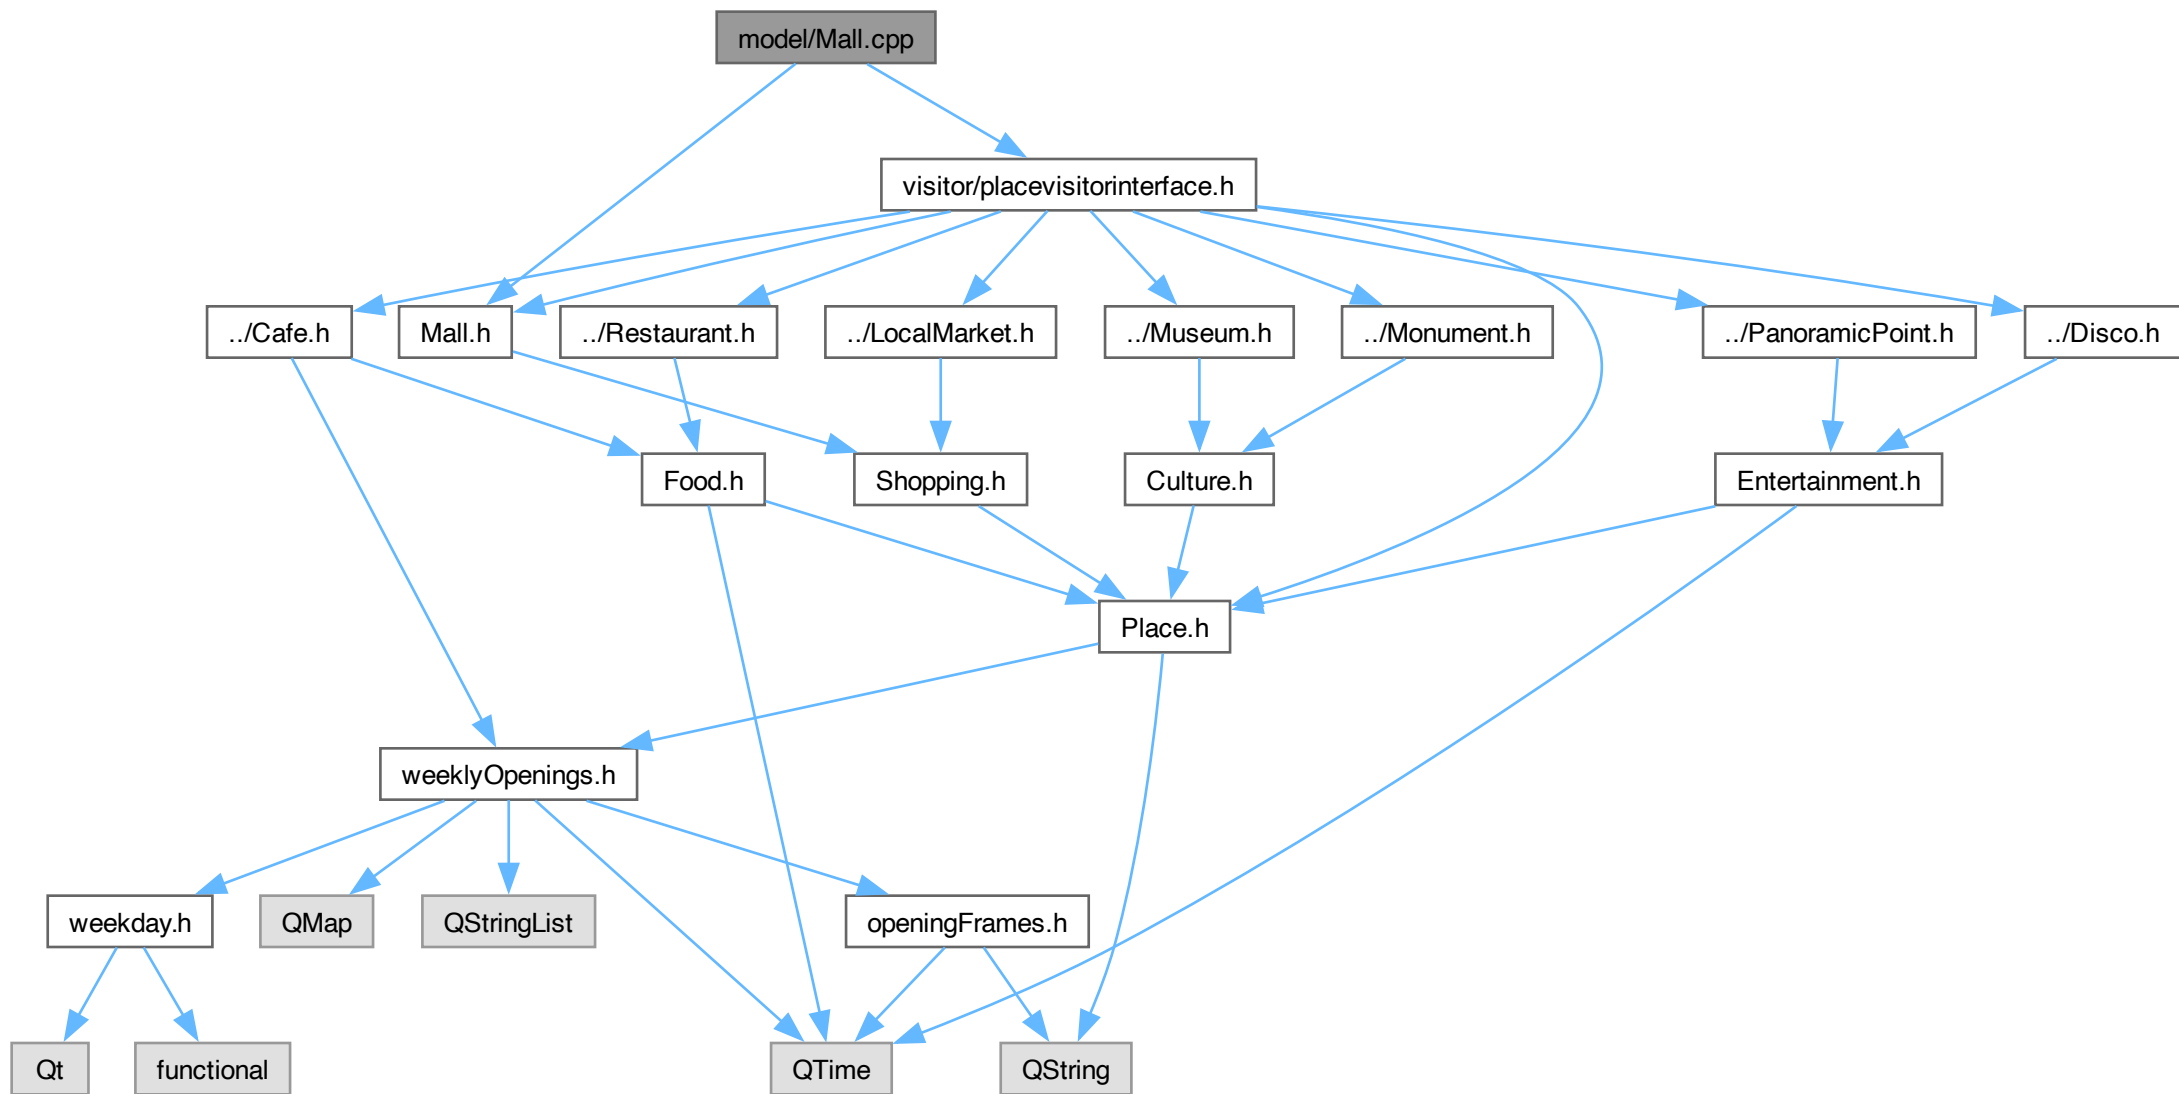 model/Mall.cpp
visitor/placevisitorinterface.h
../Cafe.h
Mall.h
../Restaurant.h
../LocalMarket.h
../Museum.h
../Monument.h
../PanoramicPoint.h
../Disco.h
Food.h
Shopping.h
Culture.h
Entertainment.h
Place.h
weeklyOpenings.h
weekday.h
QMap
QStringList
openingFrames.h
Qt
functional
QTime
QString